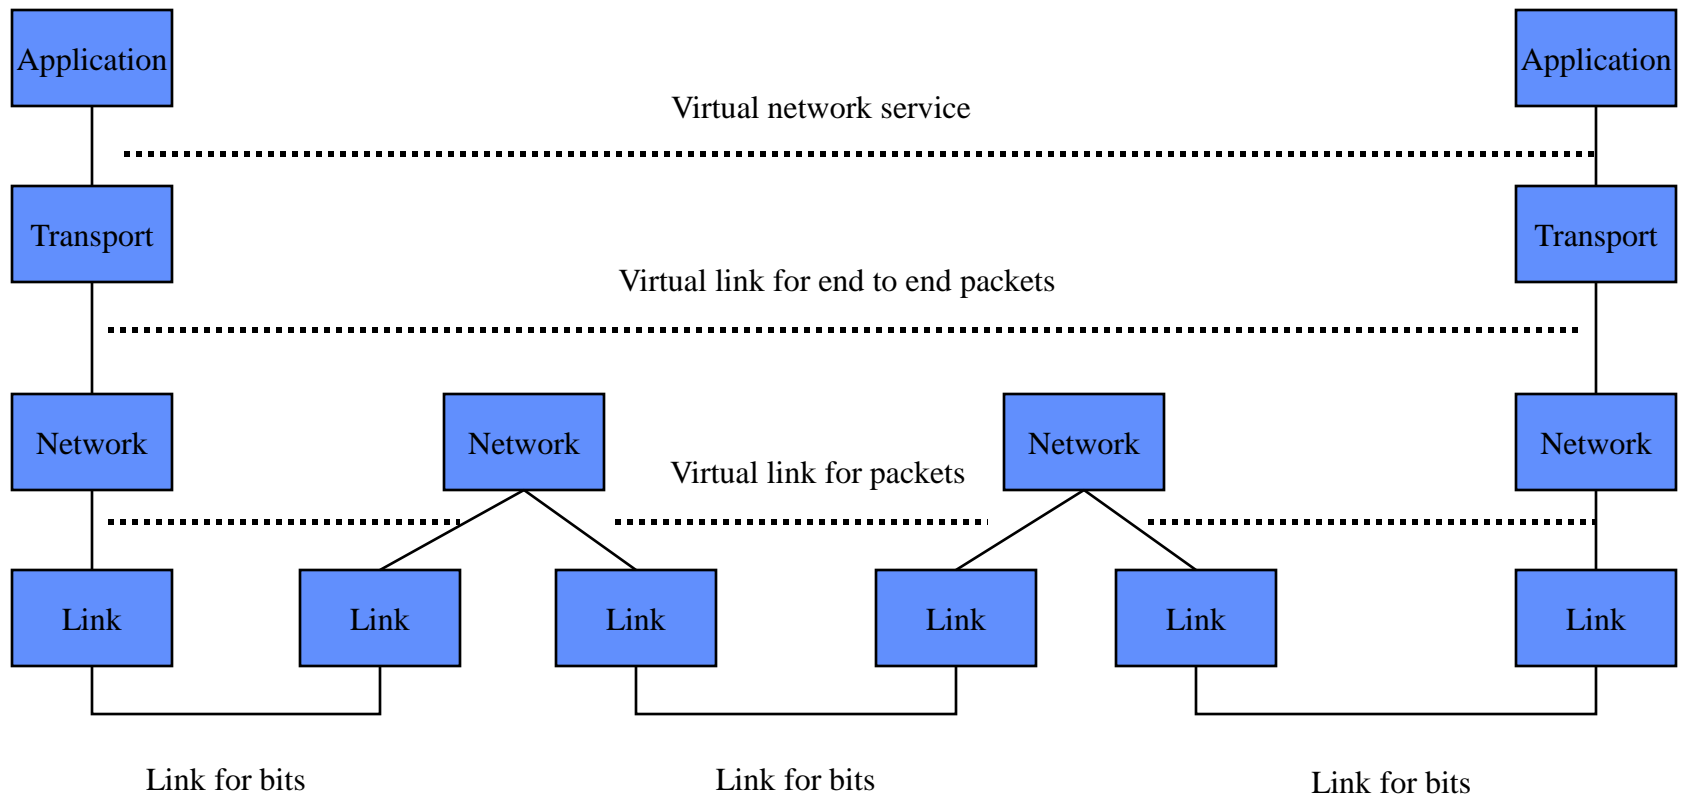 Application
Application
Virtual network service
Transport
Transport
Virtual link for end to end packets
Network
Network
Network
Network
Virtual link for packets
Link
Link
Link
Link
Link
Link
Link for bits
Link for bits
Link for bits